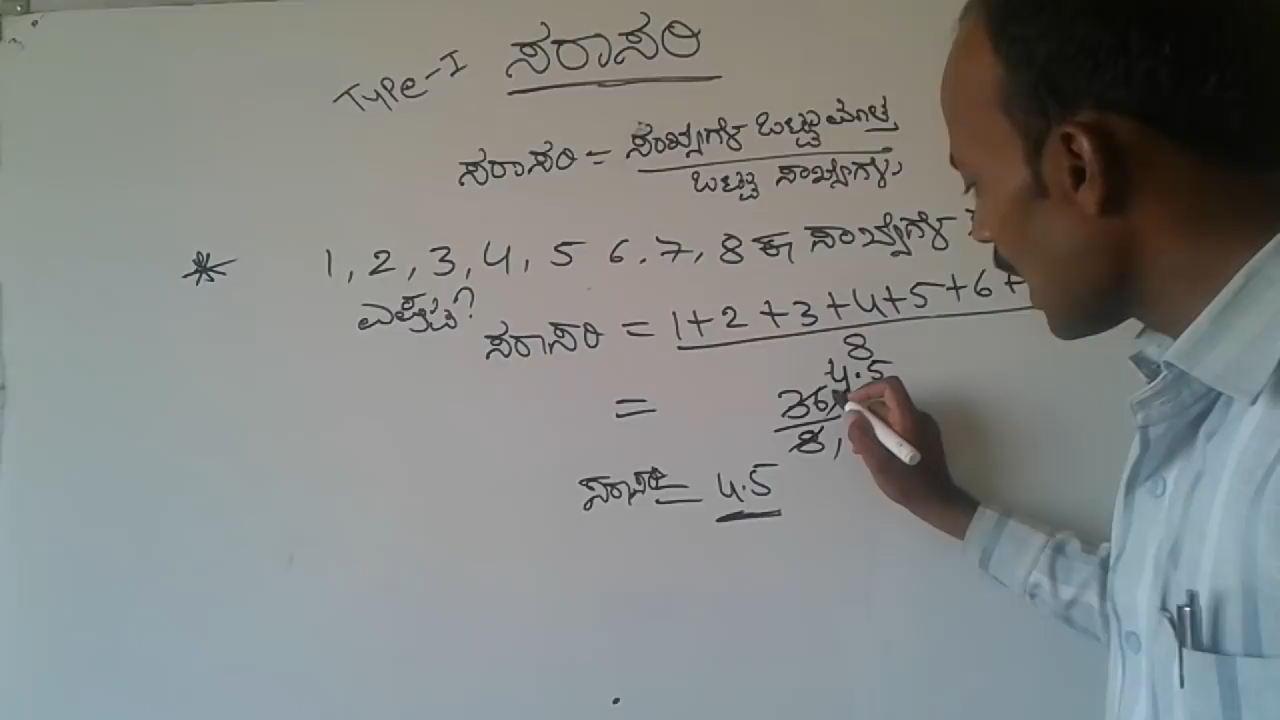 Type-I ಸರಾಸರಿ
ಸರಾಸರಿ = ಸಂಖ್ಯೆಗಳ ಒಟ್ಟು ಮೊತ್ತ
ಒಟ್ಟು ಸಂಖ್ಯೆಗಳು
* 1, 2, 3, 4, 5 6, 7, 8 ಈ ಸಂಖ್ಯೆಗಳ
ಎಷ್ಟು?
ಸರಾಸರಿ = 1+2+3+4+5+6+
8
4.5
= 36
8
ಸರಾಸರಿ = 4.5